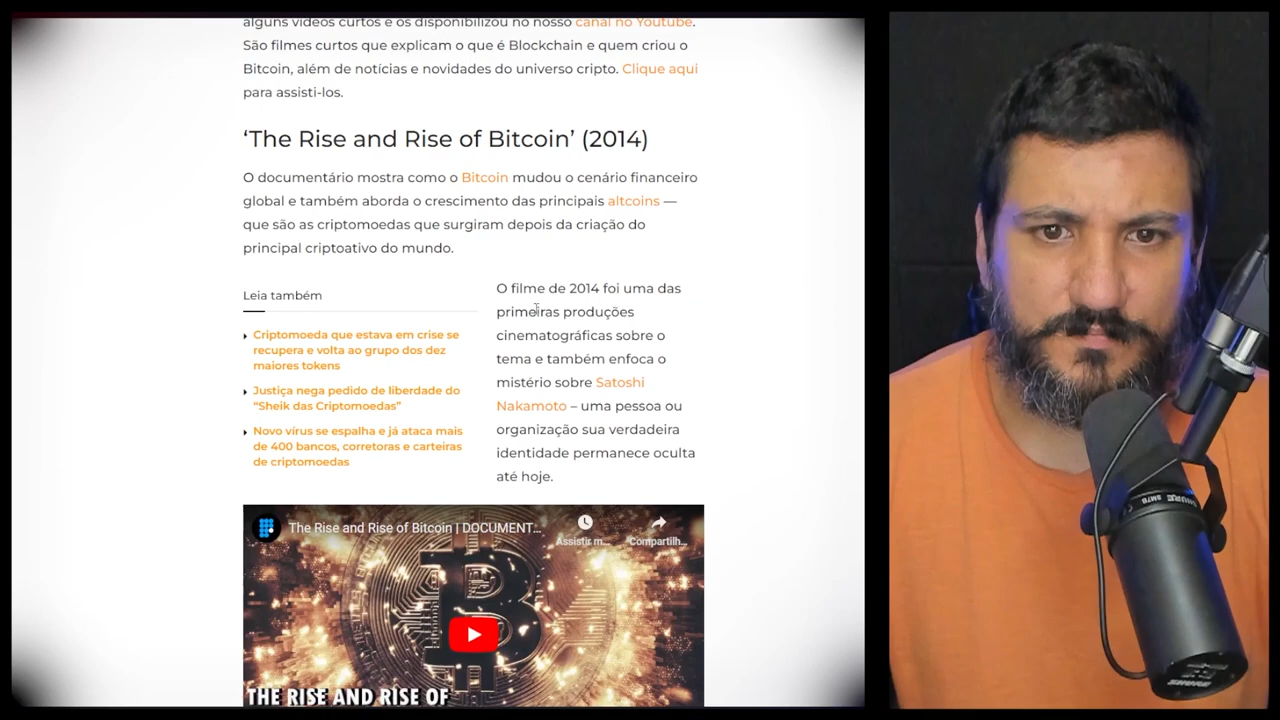 alguns vídeos curtos e os disponibilizou no nosso canal no Youtube.
São filmes curtos que explicam o que é Blockchain e quem criou o
Bitcoin, além de notícias e novidades do universo cripto. Clique aqui
para assisti-los.
‘The Rise and Rise of Bitcoin’ (2014)
O documentário mostra como o Bitcoin mudou o cenário financeiro
global e também aborda o crescimento das principais altcoins —
que são as criptomoedas que surgiram depois da criação do
principal criptoativo do mundo.
Leia também
Criptomoeda que estava em crise se
recupera e volta ao grupo dos dez
maiores tokens
Justiça nega pedido de liberdade do
“Sheik das Criptomoedas”
Novo vírus se espalha e já ataca mais
de 400 bancos, corretoras e carteiras
de criptomoedas
O filme de 2014 foi uma das
primeiras produções
cinematográficas sobre o
tema e também enfoca o
mistério sobre Satoshi
Nakamoto – uma pessoa ou
organização sua verdadeira
identidade permanece oculta
até hoje.
The Rise and Rise of Bitcoin | DOCUMENT...
Assistir m...
Compartilh...
THE RISE AND RISE OF
SM7B